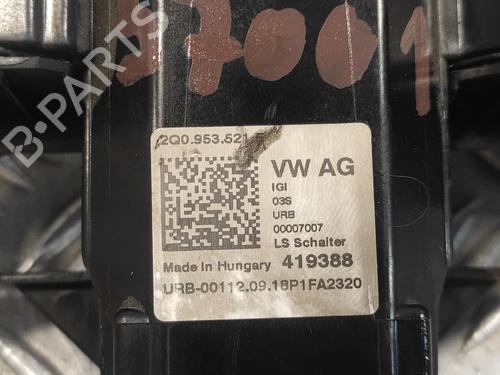 57001
2Q0.953.521
VW AG
IGI
03S
URB
00007007
LS Schalter
Made in Hungary 419388
URB-00112.09.18P1FA2320
B-PARTS